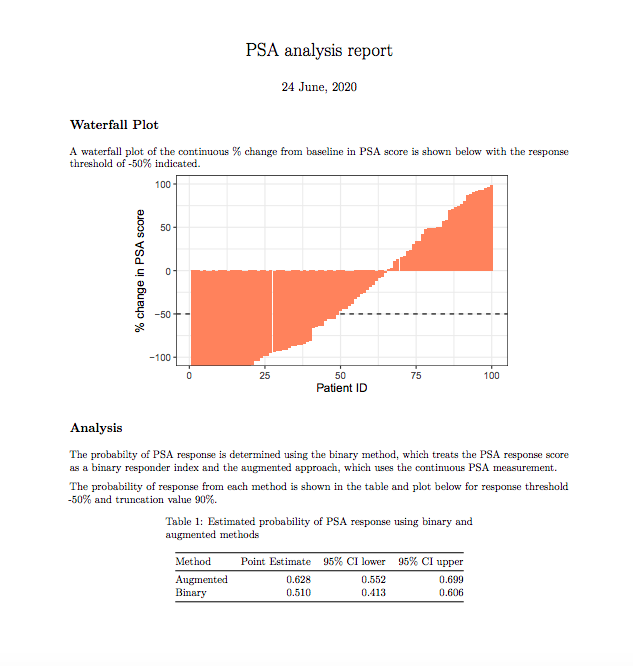 PSA analysis report
24 June, 2020
Waterfall Plot
A waterfall plot of the continuous % change from baseline in PSA score is shown below with the response
threshold of -50% indicated.
% change in PSA score
100
50
0
−50
−100
0 25 50 75 100
Patient ID
Analysis
The probabilty of PSA response is determined using the binary method, which treats the PSA response score
as a binary responder index and the augmented approach, which uses the continuous PSA measurement.
The probability of response from each method is shown in the table and plot below for response threshold
-50% and truncation value 90%.
Table 1: Estimated probability of PSA response using binary and
augmented methods
Method Point Estimate 95% CI lower 95% CI upper
Augmented 0.628 0.552 0.699
Binary 0.510 0.413 0.606